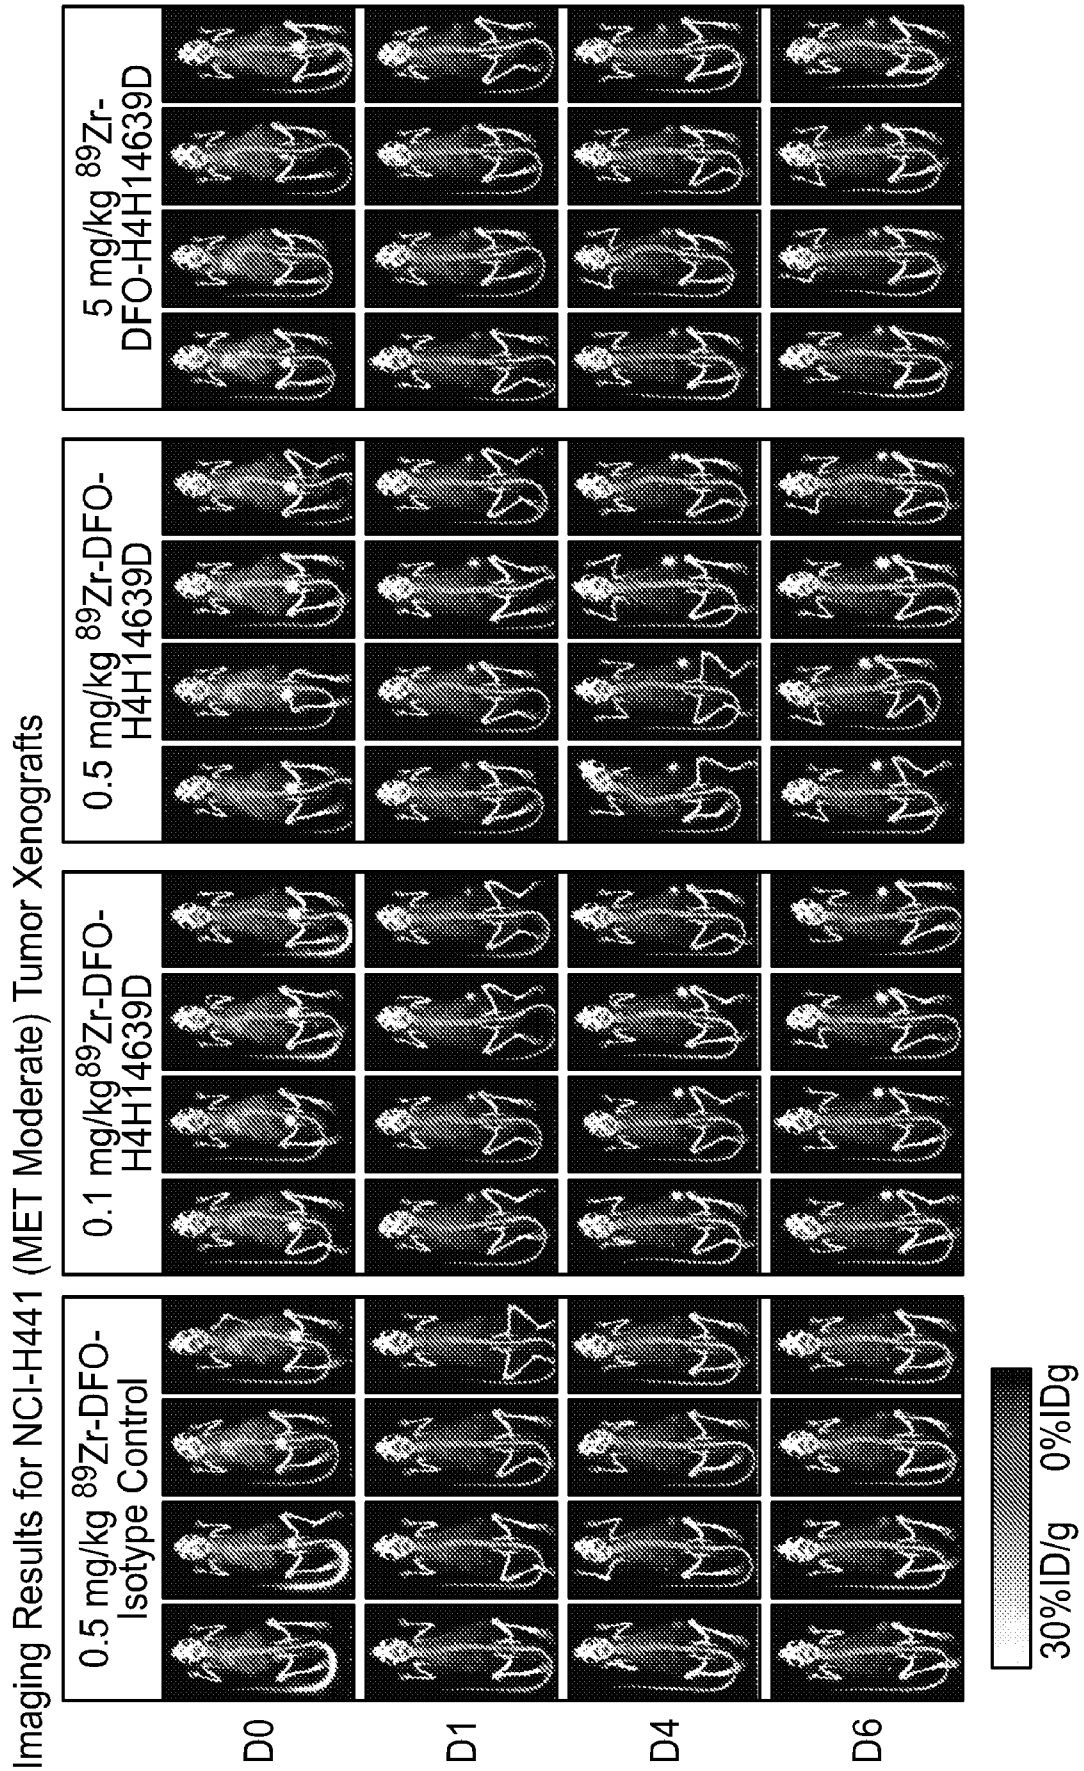 Imaging Results for NCI-H441 (MET Moderate) Tumor Xenografts
0.5 mg/kg 89Zr-DFO-
Isotype Control
0.1 mg/kg89Zr-DFO-
H4H14639D
0.5 mg/kg 89Zr-DFO-
H4H14639D
5 mg/kg 89Zr-
DFO-H4H14639D
D0
D1
D4
D6
30%ID/g 0%IDg